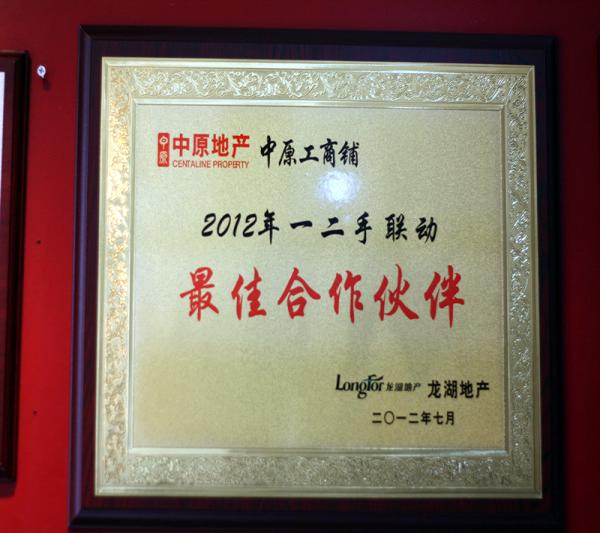 中原 中原地产 中原工商铺
CENTALINE PROPERTY
2012年一二手联动
最佳合作伙伴
Longfor 龙湖地产 龙湖地产
二〇一二年七月